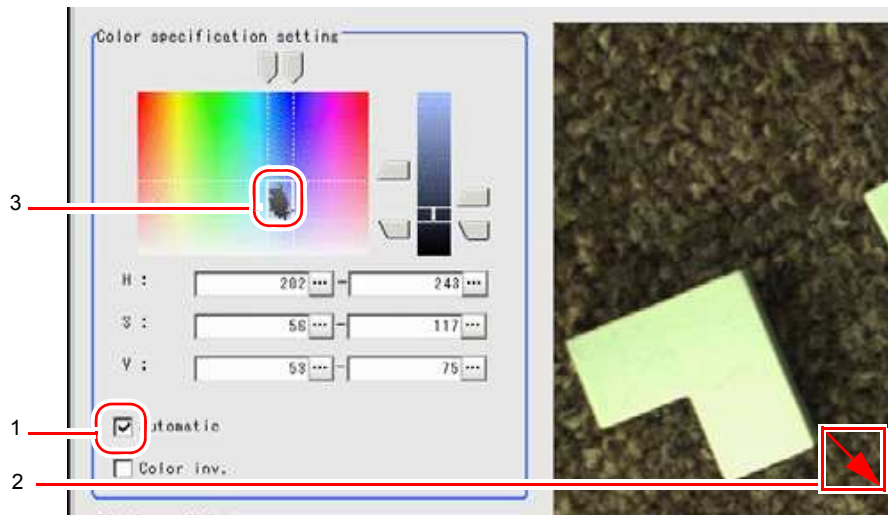 Color specification setting
3
H : 202 ... - 243 ...
S : 56 ... - 117 ...
V : 53 ... - 75 ...
1
utomatic
Color inv.
2